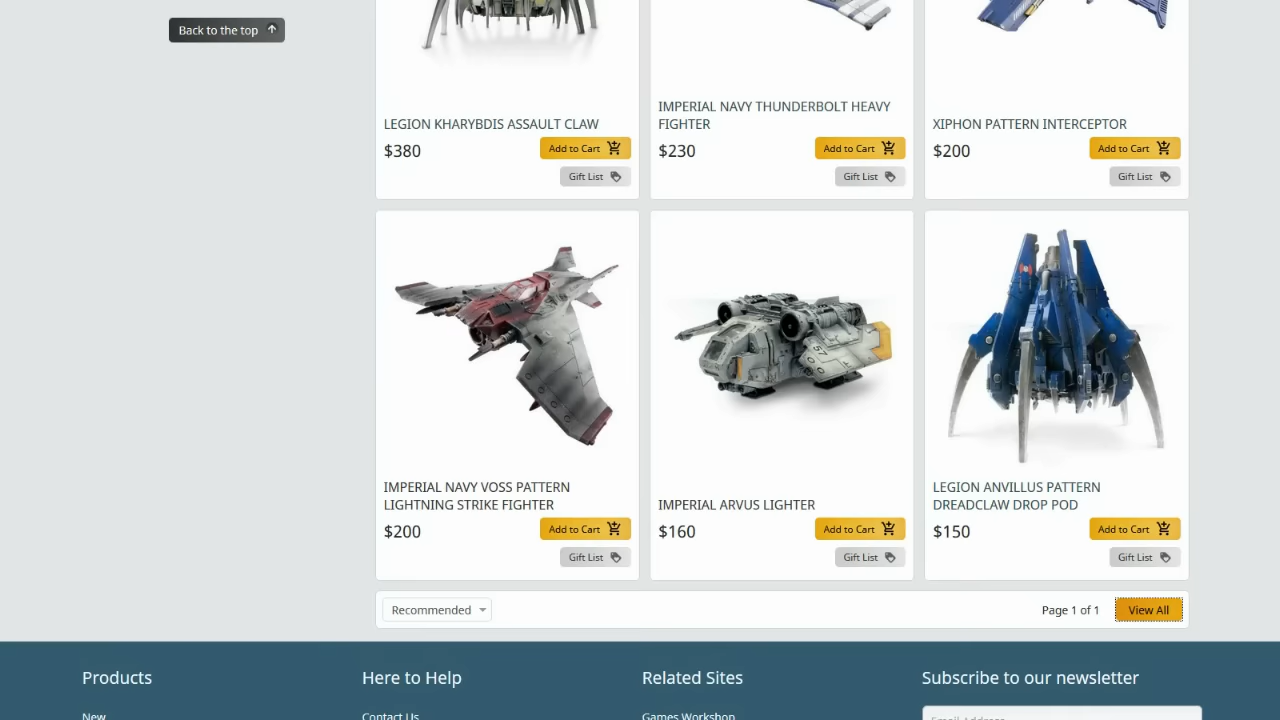 Back to the top
LEGION KHARYBDIS ASSAULT CLAW
$380
Add to Cart
Gift List
IMPERIAL NAVY THUNDERBOLT HEAVY
FIGHTER
$230
Add to Cart
Gift List
XIPHON PATTERN INTERCEPTOR
$200
Add to Cart
Gift List
IMPERIAL NAVY VOSS PATTERN
LIGHTNING STRIKE FIGHTER
$200
Add to Cart
Gift List
57
IMPERIAL ARVUS LIGHTER
$160
Add to Cart
Gift List
LEGION ANVILLUS PATTERN
DREADCLAW DROP POD
$150
Add to Cart
Gift List
Recommended
Page 1 of 1
View All
Products
Here to Help
Related Sites
Subscribe to our newsletter
New
Contact Us
Games Workshop
Email Address